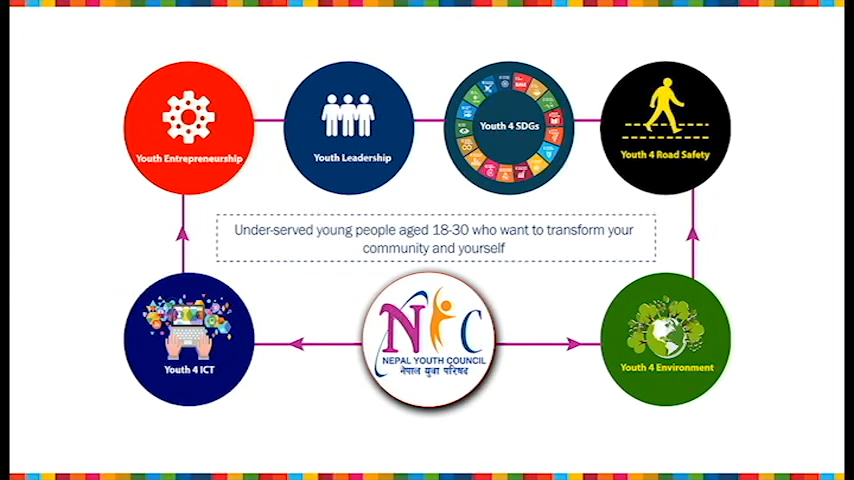 Youth Entrepreneurship
Youth Leadership
Youth 4 SDGs
Youth 4 Road Safety
Under-served young people aged 18-30 who want to transform your
community and yourself
Youth 4 ICT
NYC
NEPAL YOUTH COUNCIL
नेपाल युवा परिषद
Youth 4 Environment